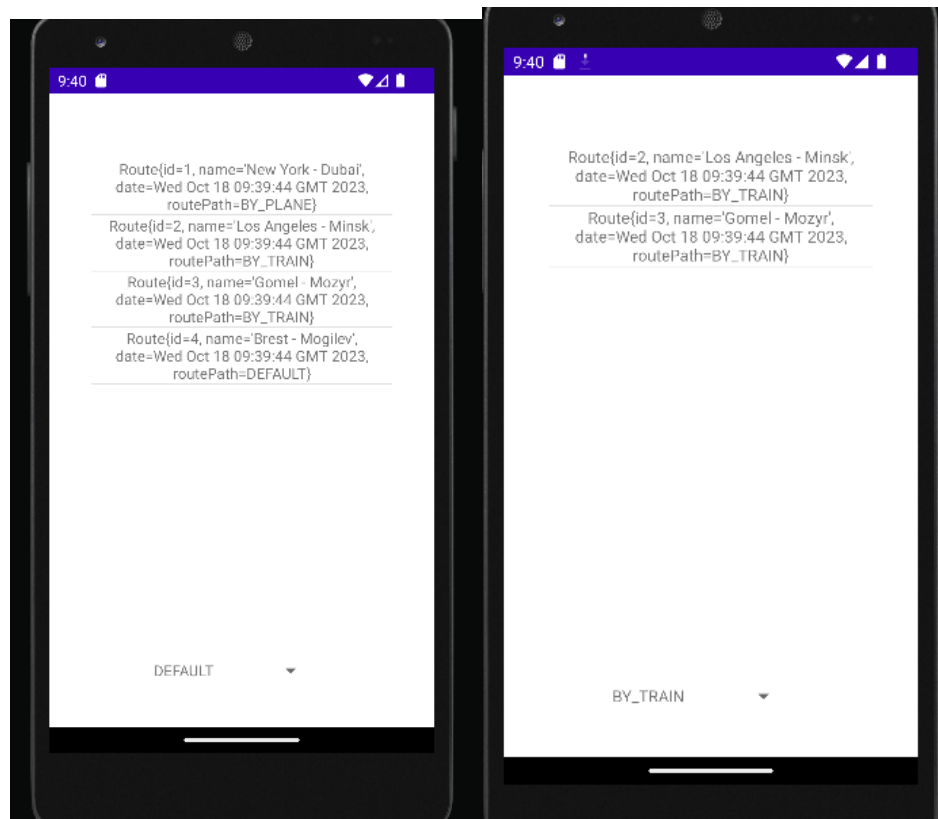 9:40
Route{id=1, name='New York - Dubai',
date=Wed Oct 18 09:39:44 GMT 2023,
routePath=BY_PLANE}
Route{id=2, name='Los Angeles - Minsk',
date=Wed Oct 18 09:39:44 GMT 2023,
routePath=BY_TRAIN}
Route{id=3, name='Gomel - Mozyr',
date=Wed Oct 18 09:39:44 GMT 2023,
routePath=BY_TRAIN}
Route{id=4, name='Brest - Mogilev',
date=Wed Oct 18 09:39:44 GMT 2023,
routePath=DEFAULT}
DEFAULT
9:40
Route{id=2, name='Los Angeles - Minsk',
date=Wed Oct 18 09:39:44 GMT 2023,
routePath=BY_TRAIN}
Route{id=3, name='Gomel - Mozyr',
date=Wed Oct 18 09:39:44 GMT 2023,
routePath=BY_TRAIN}
BY_TRAIN